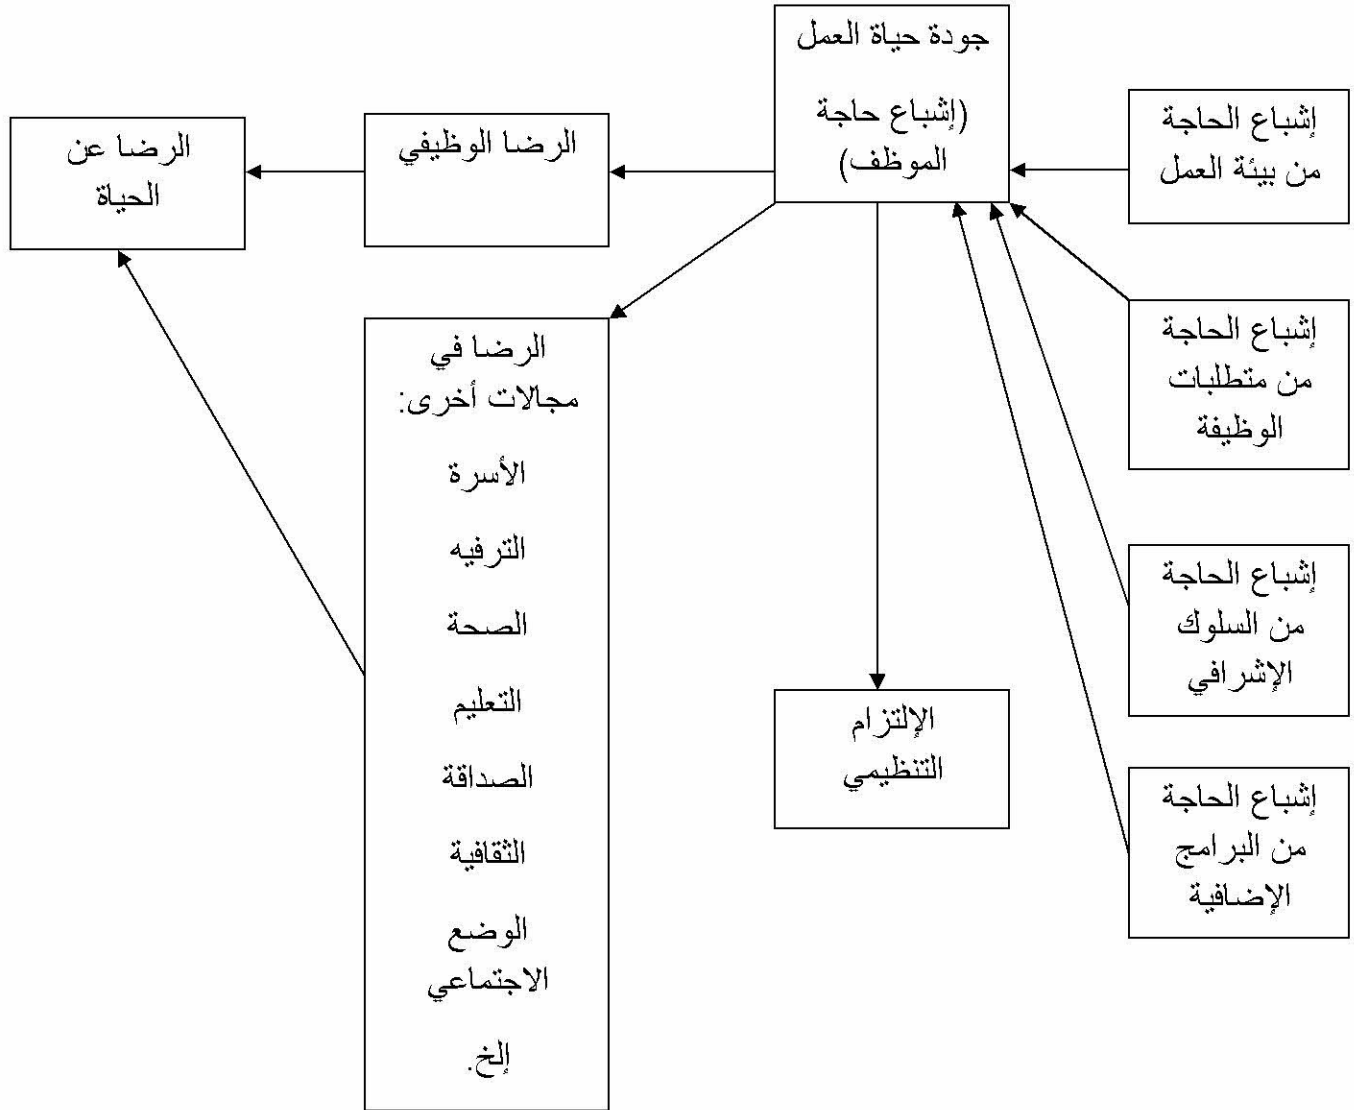 جودة حياة العمل
(إشباع حاجة
الموظف)
إشباع الحاجة
من بيئة العمل
الرضا الوظيفي
الرضا عن
الحياة
إشباع الحاجة
من متطلبات
الوظيفة
الرضا في
مجالات أخرى:
الأسرة
الترفيه
الصحة
التعليم
الصداقة
الثقافية
الوضع
الاجتماعي
إلخ.
إشباع الحاجة
من السلوك
الإشرافي
الإلتزام
التنظيمي
إشباع الحاجة
من البرامج
الإضافية